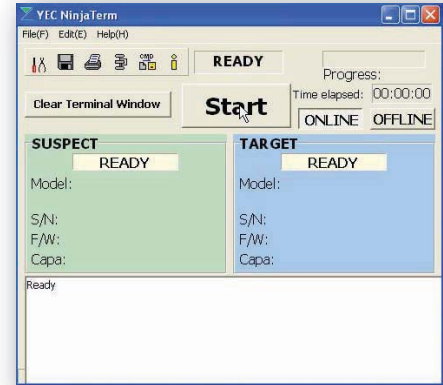 YEC NinjaTerm
File(F) Edit(E) Help(H)
CMD
READY
Progress:
Clear Terminal Window
Start
Time elapsed: 00:00:00
ONLINE OFFLINE
SUSPECT
READY
Model:
S/N:
F/W:
Capa:
TARGET
READY
Model:
S/N:
F/W:
Capa:
Ready